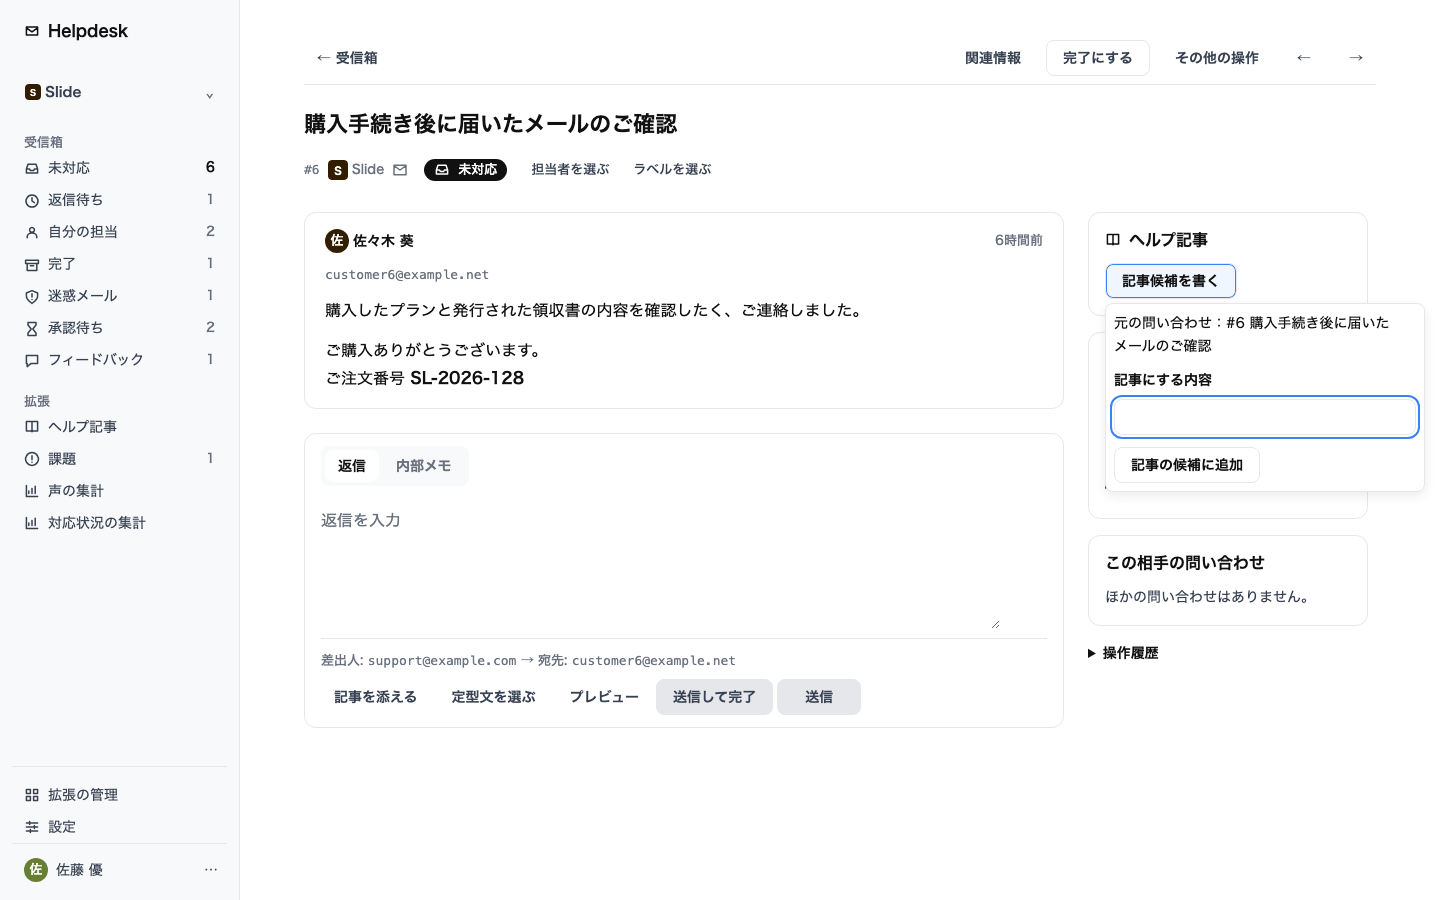 Helpdesk
S Slide
受信箱
未対応 6
返信待ち 1
自分の担当 2
完了 1
迷惑メール 1
承認待ち 2
フィードバック 1
拡張
ヘルプ記事
課題 1
声の集計
対応状況の集計
拡張の管理
設定
佐 佐藤 優 …
← 受信箱
関連情報 完了にする その他の操作 ← →
購入手続き後に届いたメールのご確認
#6 S Slide 未対応 担当者を選ぶ ラベルを選ぶ
佐 佐々木 葵 6時間前
customer6@example.net
購入したプランと発行された領収書の内容を確認したく、ご連絡しました。
ご購入ありがとうございます。
ご注文番号 SL-2026-128
返信 内部メモ
返信を入力
差出人: support@example.com → 宛先: customer6@example.net
記事を添える 定型文を選ぶ プレビュー 送信して完了 送信
ヘルプ記事
記事候補を書く
元の問い合わせ：#6 購入手続き後に届いた
メールのご確認
記事にする内容
記事の候補に追加
この相手の問い合わせ
ほかの問い合わせはありません。
▶ 操作履歴